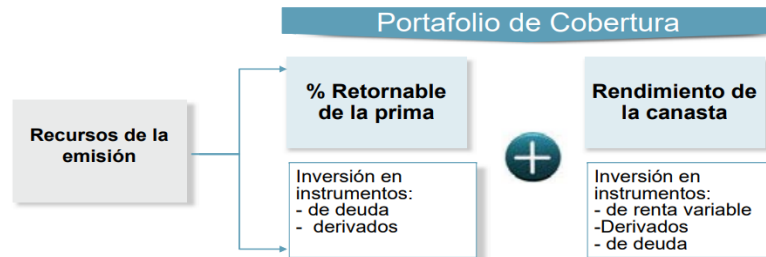 Portafolio de Cobertura
% Retornable
de la prima
Rendimiento de
la canasta
Recursos de la
emisión
Inversión en
instrumentos:
- de deuda
- derivados
Inversión en
instrumentos:
- de renta variable
-Derivados
- de deuda